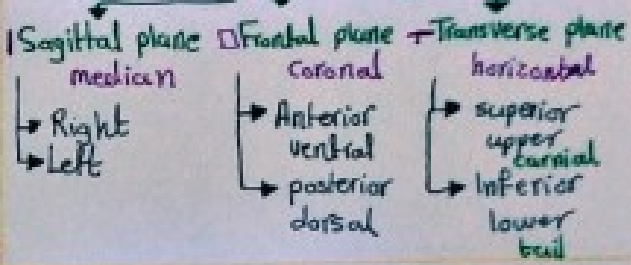 Sagittal plane
median
Right
Left
Frontal plane
coronal
Anterior
ventral
posterior
dorsal
Transverse plane
horizontal
superior
upper
carnial
Inferior
lower
tail